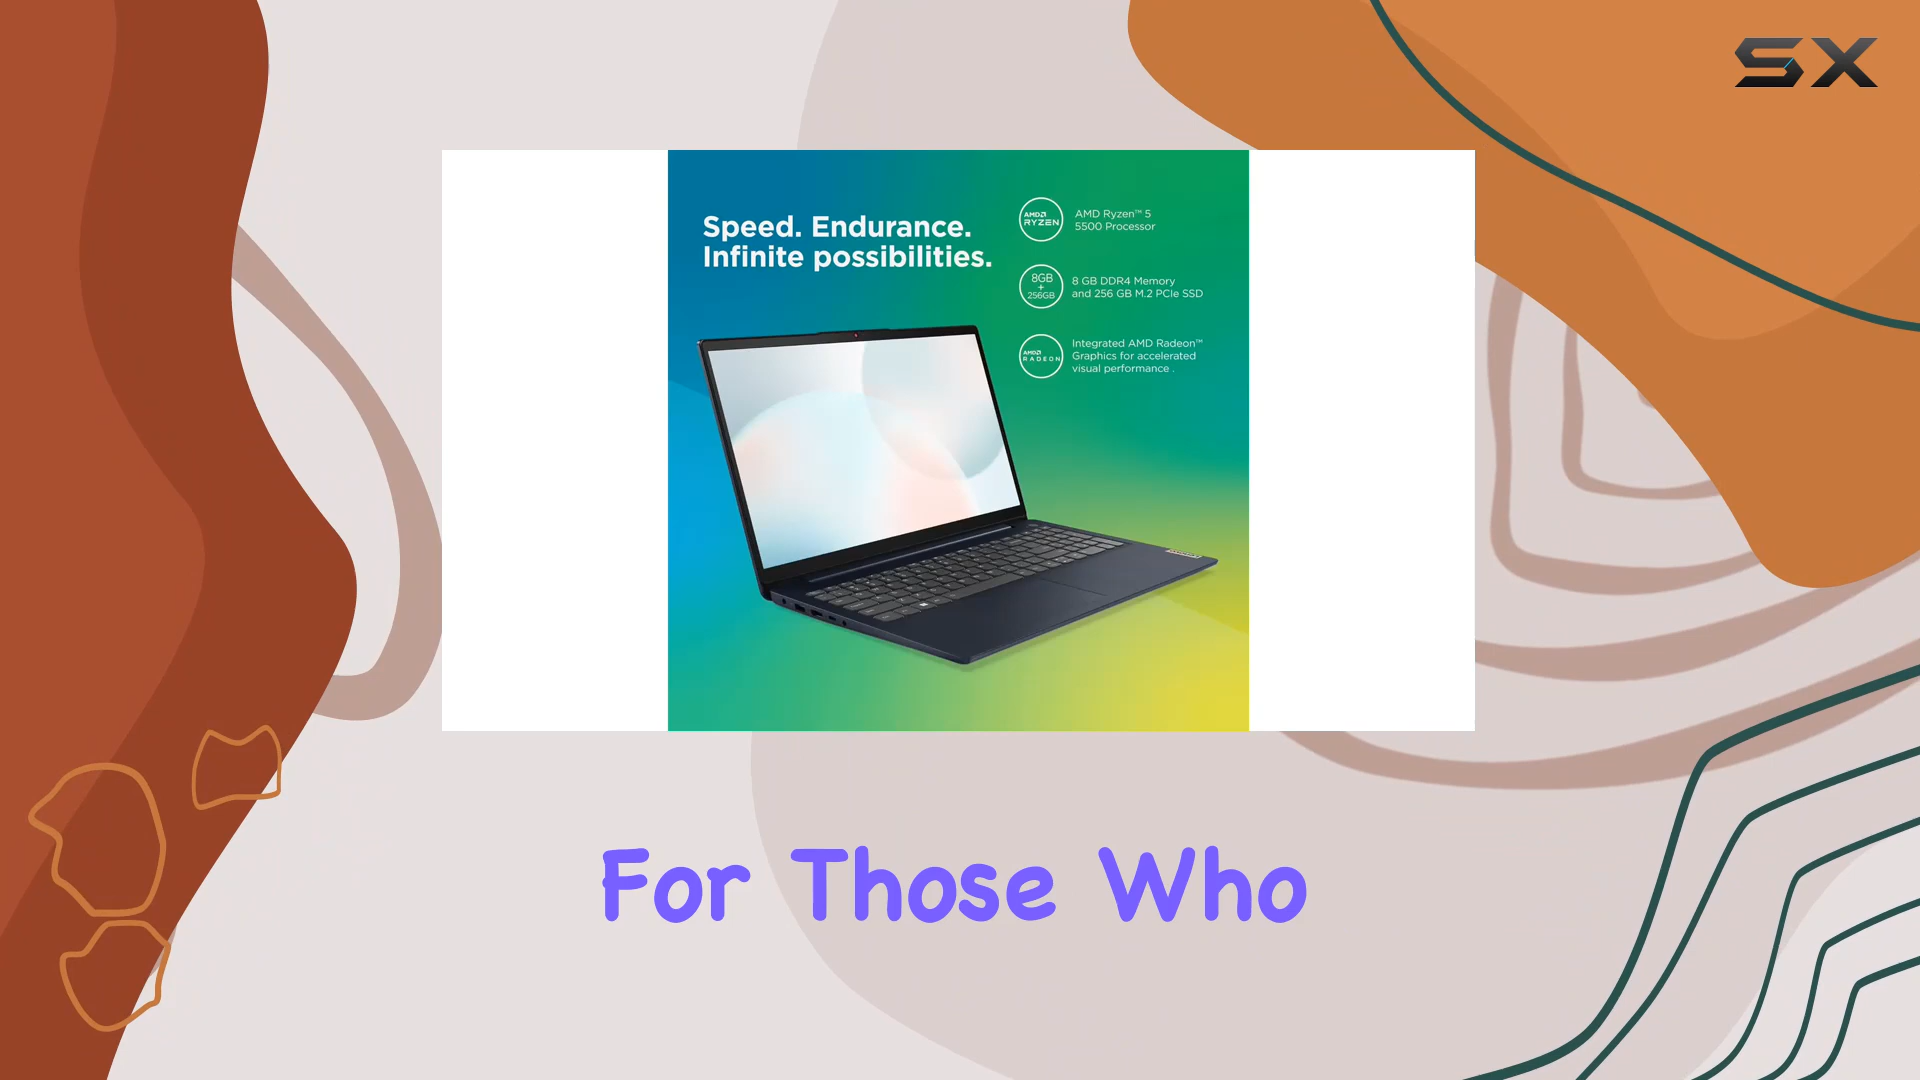 SX
Speed. Endurance.
Infinite possibilities.
AMD
RYZEN
AMD Ryzen™ 5
5500 Processor
8GB
+
256GB
8 GB DDR4 Memory
and 256 GB M.2 PCIe SSD
AMD
RADEON
Integrated AMD Radeon™
Graphics for accelerated
visual performance .
For Those Who